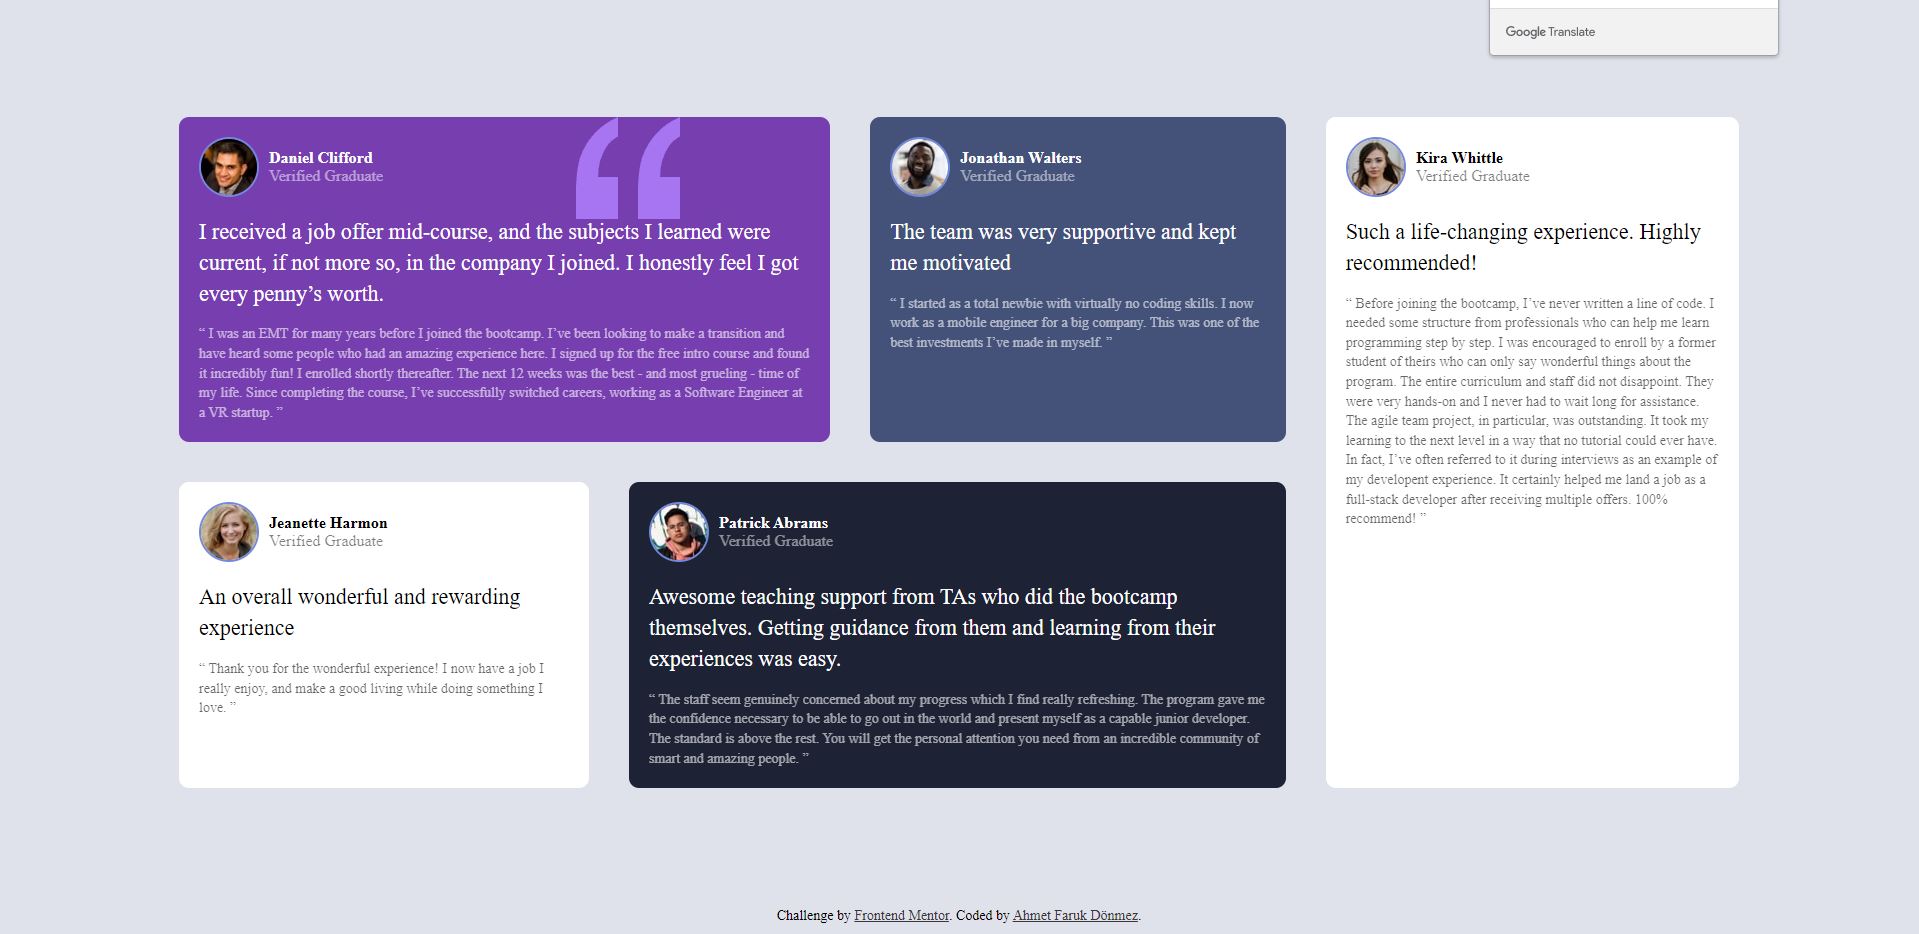 Google Translate
Daniel Clifford
Verified Graduate
I received a job offer mid-course, and the subjects I learned were
current, if not more so, in the company I joined. I honestly feel I got
every penny’s worth.
“ I was an EMT for many years before I joined the bootcamp. I’ve been looking to make a transition and
have heard some people who had an amazing experience here. I signed up for the free intro course and found
it incredibly fun! I enrolled shortly thereafter. The next 12 weeks was the best - and most grueling - time of
my life. Since completing the course, I’ve successfully switched careers, working as a Software Engineer at
a VR startup. ”
Jonathan Walters
Verified Graduate
The team was very supportive and kept
me motivated
“ I started as a total newbie with virtually no coding skills. I now
work as a mobile engineer for a big company. This was one of the
best investments I’ve made in myself. ”
Kira Whittle
Verified Graduate
Such a life-changing experience. Highly
recommended!
“ Before joining the bootcamp, I’ve never written a line of code. I
needed some structure from professionals who can help me learn
programming step by step. I was encouraged to enroll by a former
student of theirs who can only say wonderful things about the
program. The entire curriculum and staff did not disappoint. They
were very hands-on and I never had to wait long for assistance.
The agile team project, in particular, was outstanding. It took my
learning to the next level in a way that no tutorial could ever have.
In fact, I’ve often referred to it during interviews as an example of
my developent experience. It certainly helped me land a job as a
full-stack developer after receiving multiple offers. 100%
recommend! ”
Jeanette Harmon
Verified Graduate
An overall wonderful and rewarding
experience
“ Thank you for the wonderful experience! I now have a job I
really enjoy, and make a good living while doing something I
love. ”
Patrick Abrams
Verified Graduate
Awesome teaching support from TAs who did the bootcamp
themselves. Getting guidance from them and learning from their
experiences was easy.
“ The staff seem genuinely concerned about my progress which I find really refreshing. The program gave me
the confidence necessary to be able to go out in the world and present myself as a capable junior developer.
The standard is above the rest. You will get the personal attention you need from an incredible community of
smart and amazing people. ”
Challenge by Frontend Mentor. Coded by Ahmet Faruk Dönmez.